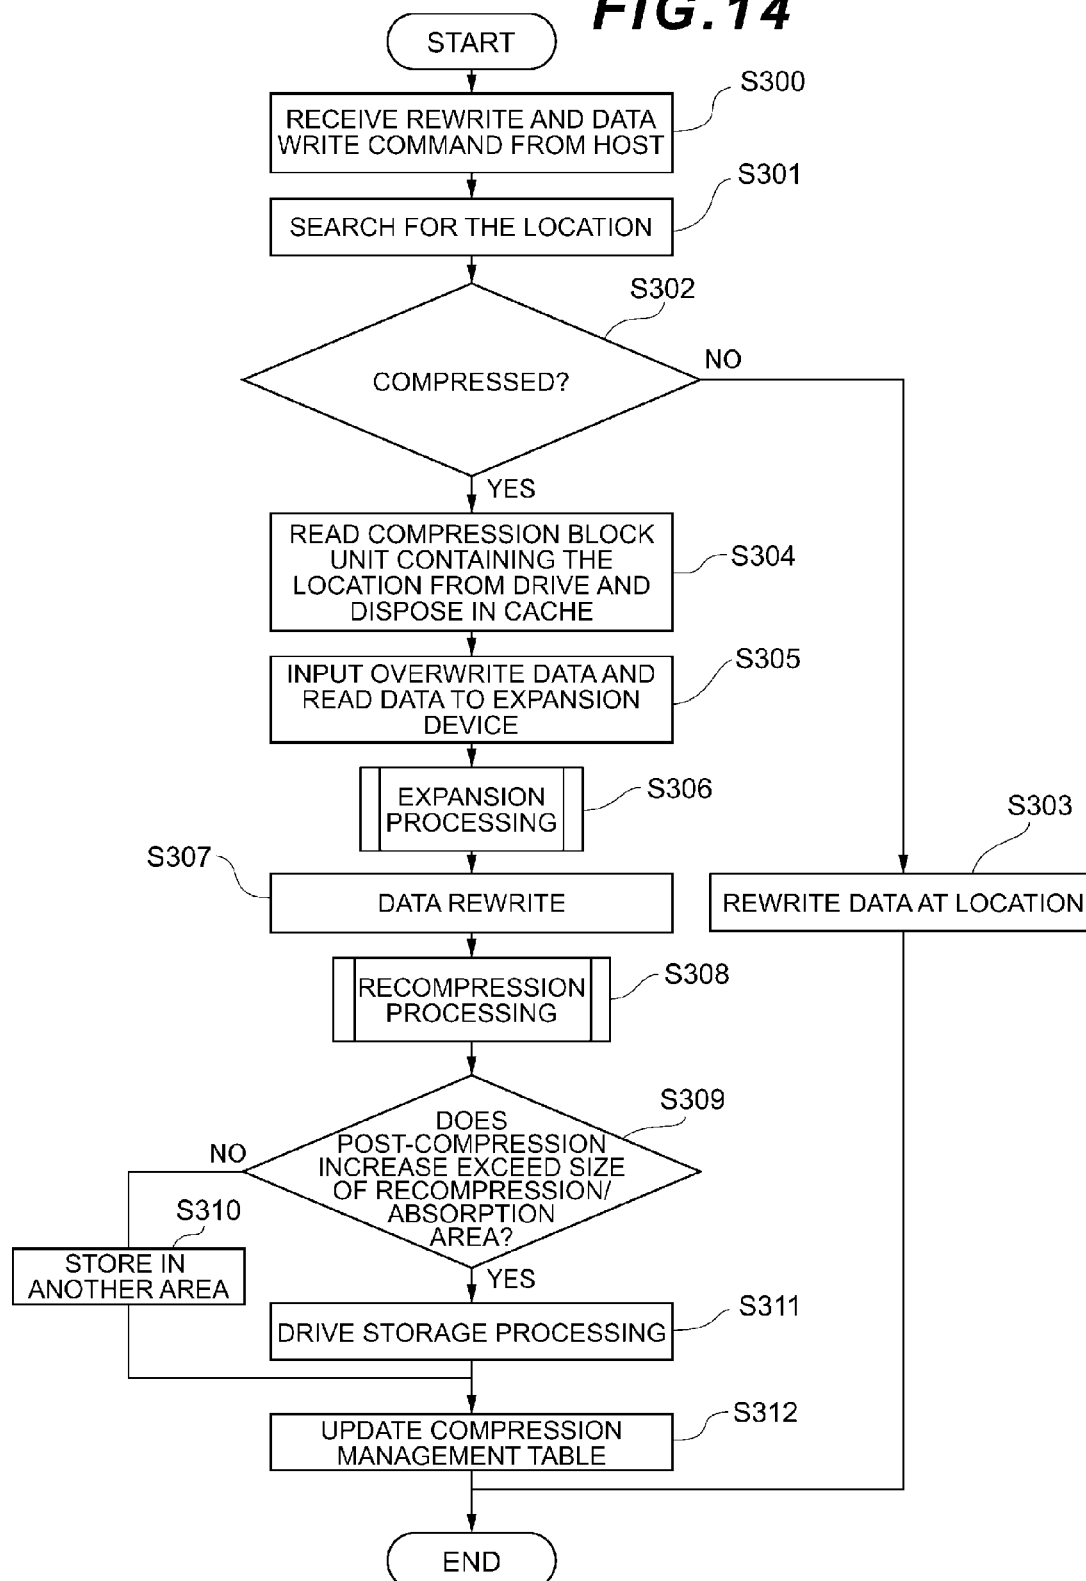 FIG.14
START
S300
RECEIVE REWRITE AND DATA
WRITE COMMAND FROM HOST
S301
SEARCH FOR THE LOCATION
S302
COMPRESSED?
NO
YES
READ COMPRESSION BLOCK
UNIT CONTAINING THE
LOCATION FROM DRIVE AND
DISPOSE IN CACHE
S304
INPUT OVERWRITE DATA AND
READ DATA TO EXPANSION
DEVICE
S305
EXPANSION
PROCESSING
S306
S303
S307
DATA REWRITE
REWRITE DATA AT LOCATION
RECOMPRESSION
PROCESSING
S308
S309
DOES
POST-COMPRESSION
INCREASE EXCEED SIZE
OF RECOMPRESSION/
ABSORPTION
AREA?
NO
S310
STORE IN
ANOTHER AREA
YES
S311
DRIVE STORAGE PROCESSING
S312
UPDATE COMPRESSION
MANAGEMENT TABLE
END